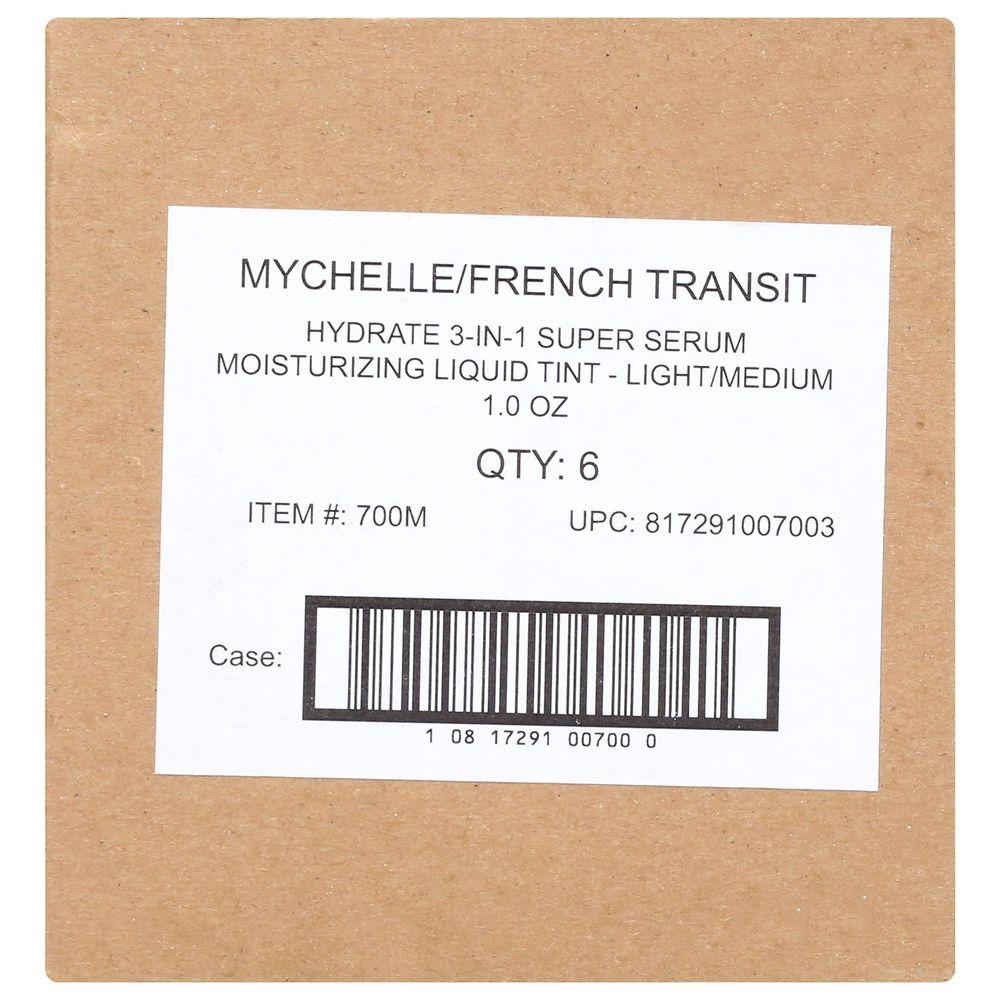 MYCHELLE/FRENCH TRANSIT
HYDRATE 3-IN-1 SUPER SERUM
MOISTURIZING LIQUID TINT - LIGHT/MEDIUM
1.0 OZ
QTY: 6
ITEM #: 700M UPC: 817291007003
Case:
1 08 17291 00700 0